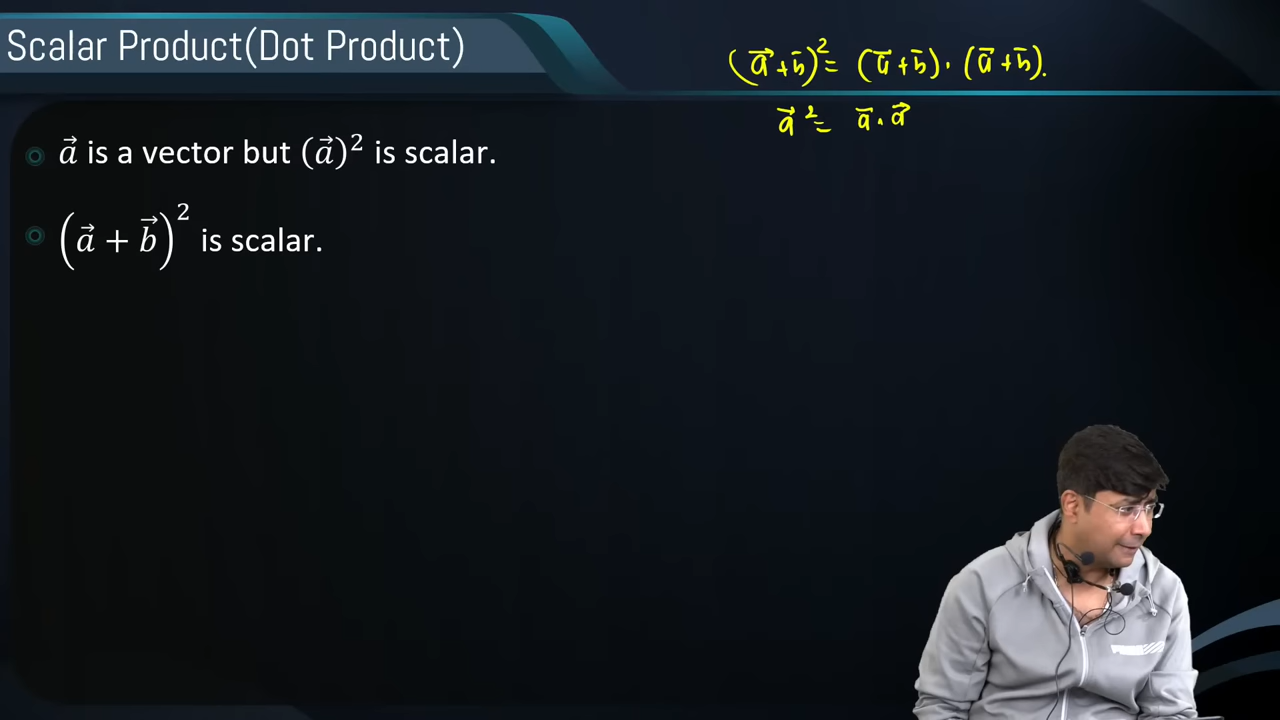 Scalar Product(Dot Product)
(a⃗ + b̄)² = (ā + b̄) · (ā + b̄).
a⃗² = ā · a⃗
a⃗ is a vector but (a⃗)² is scalar.
(a⃗ + b⃗)² is scalar.